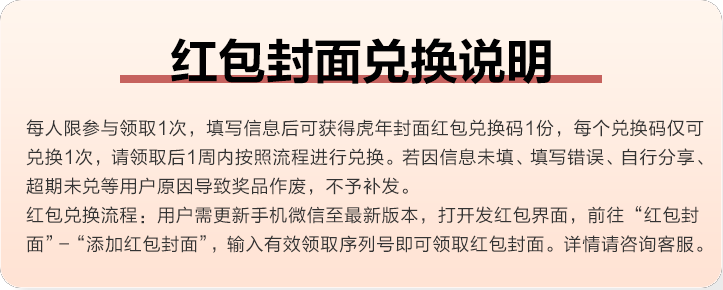 红包封面兑换说明
每人限参与领取1次，填写信息后可获得虎年封面红包兑换码1份，每个兑换码仅可
兑换1次，请领取后1周内按照流程进行兑换。若因信息未填、填写错误、自行分享、
超期未兑等用户原因导致奖品作废，不予补发。
红包兑换流程：用户需更新手机微信至最新版本，打开发红包界面，前往“红包封
面”–“添加红包封面”，输入有效领取序列号即可领取红包封面。详情请咨询客服。